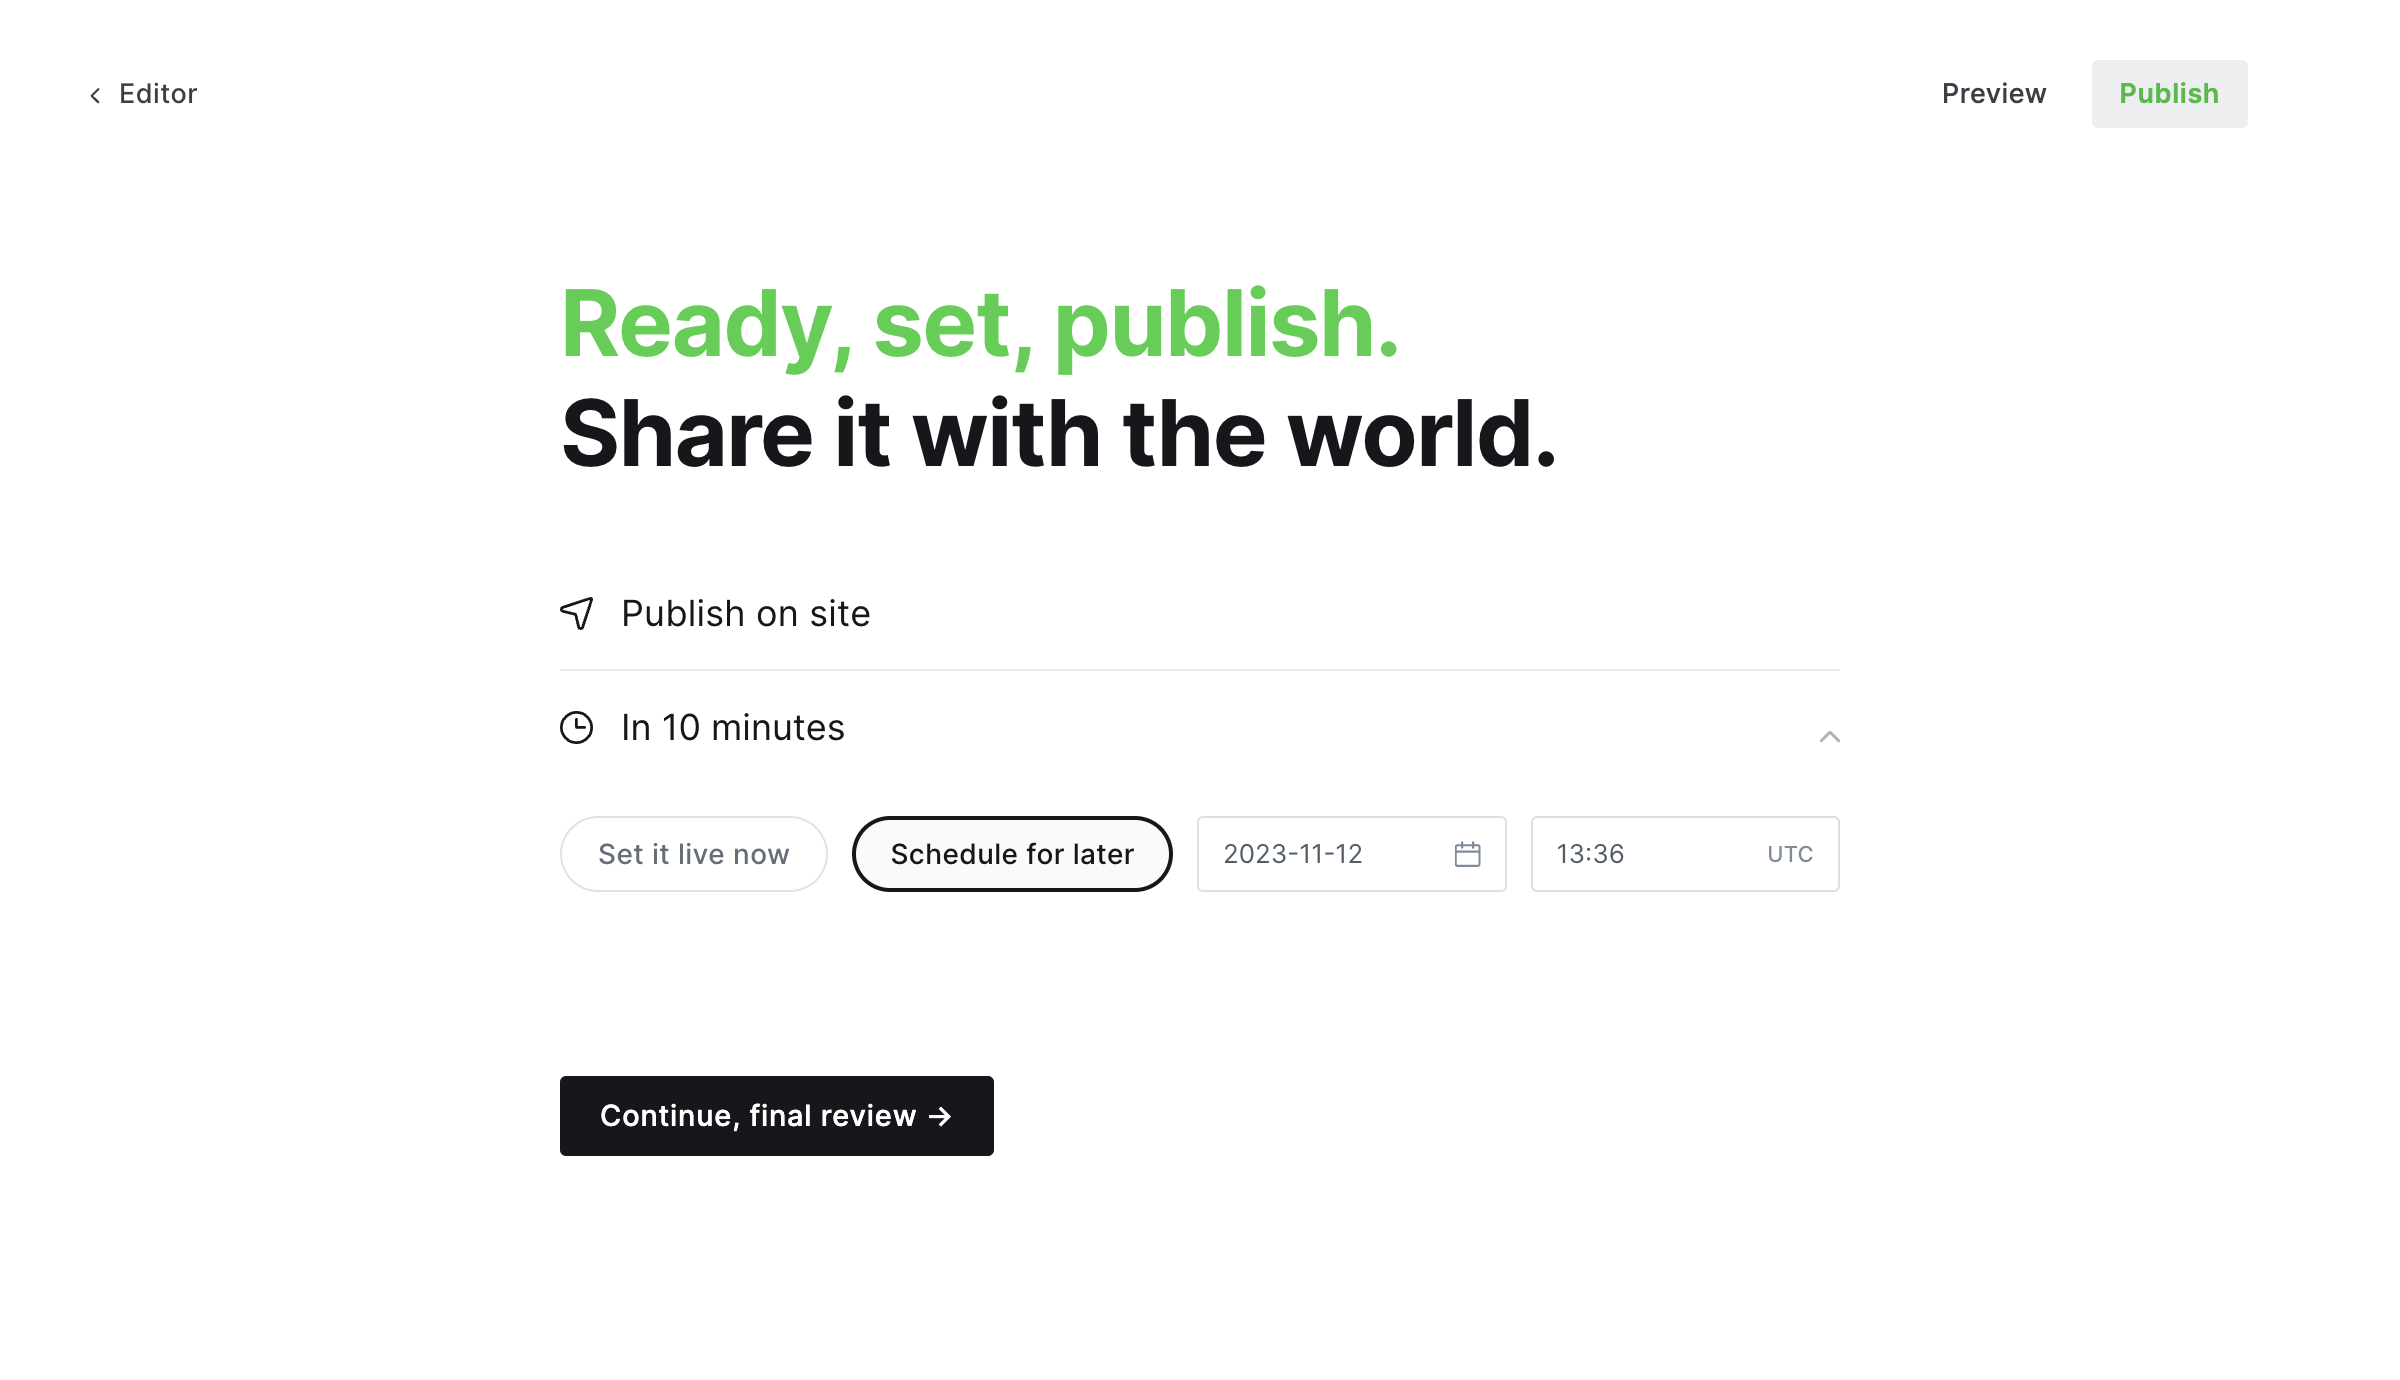 Editor
Preview
Publish
Ready, set, publish.
Share it with the world.
Publish on site
In 10 minutes
Set it live now
Schedule for later
2023-11-12
13:36
UTC
Continue, final review →